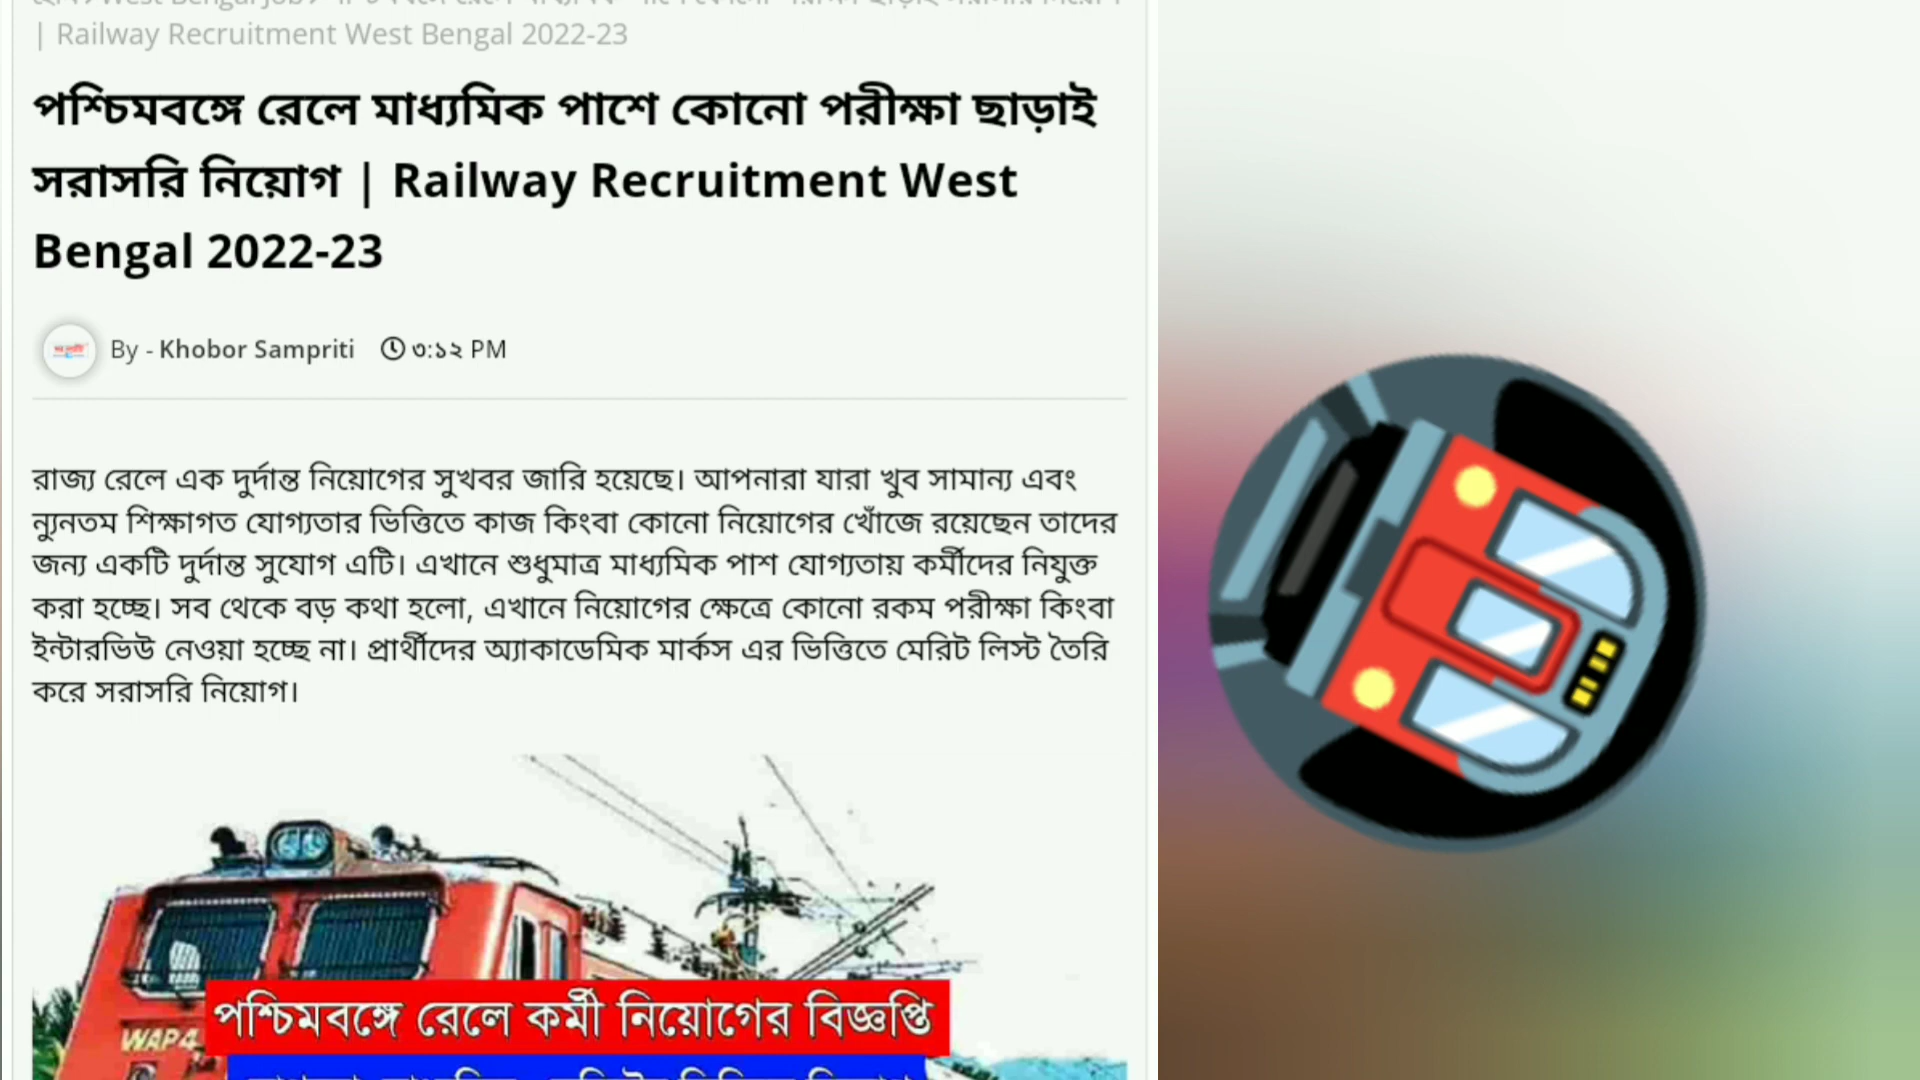 | Railway Recruitment West Bengal 2022-23
পশ্চিমবঙ্গে রেলে মাধ্যমিক পাশে কোনো পরীক্ষা ছাড়াই
সরাসরি নিয়োগ | Railway Recruitment West
Bengal 2022-23
By - Khobor Sampriti ৩:১২ PM
রাজ্য রেলে এক দুর্দান্ত নিয়োগের সুখবর জারি হয়েছে। আপনারা যারা খুব সামান্য এবং
ন্যুনতম শিক্ষাগত যোগ্যতার ভিত্তিতে কাজ কিংবা কোনো নিয়োগের খোঁজে রয়েছেন তাদের
জন্য একটি দুর্দান্ত সুযোগ এটি। এখানে শুধুমাত্র মাধ্যমিক পাশ যোগ্যতায় কর্মীদের নিযুক্ত
করা হচ্ছে। সব থেকে বড় কথা হলো, এখানে নিয়োগের ক্ষেত্রে কোনো রকম পরীক্ষা কিংবা
ইন্টারভিউ নেওয়া হচ্ছে না। প্রার্থীদের অ্যাকাডেমিক মার্কস এর ভিত্তিতে মেরিট লিস্ট তৈরি
করে সরাসরি নিয়োগ।
পশ্চিমবঙ্গে রেলে কর্মী নিয়োগের বিজ্ঞপ্তি
WAP4